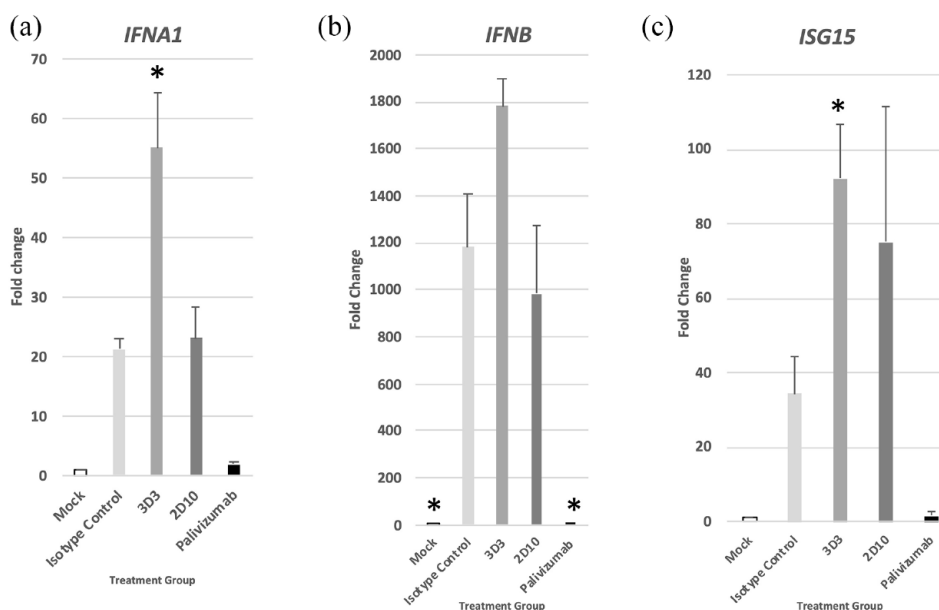 (a)
IFNA1
70
60
50
40
30
20
10
0
Fold change
*
Mock
Isotype Control
3D3
2D10
Palivizumab
Treatment Group
(b)
IFNB
2000
1800
1600
1400
1200
1000
800
600
400
200
0
Fold Change
*
*
Mock
Isotype Control
3D3
2D10
Palivizumab
Treatment Group
(c)
ISG15
120
100
80
60
40
20
0
Fold Change
*
Mock
Isotype Control
3D3
2D10
Palivizumab
Treatment Group